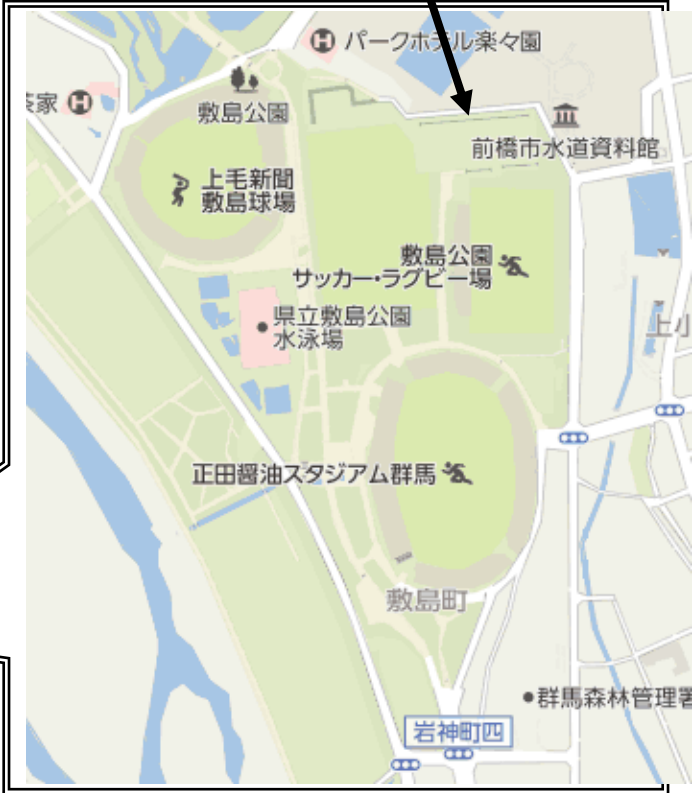 パークホテル楽々園
茶家
敷島公園
前橋市水道資料館
上毛新聞
敷島球場
敷島公園
サッカー・ラグビー場
県立敷島公園
水泳場
上小
正田醤油スタジアム群馬
敷島町
群馬森林管理署
岩神町四